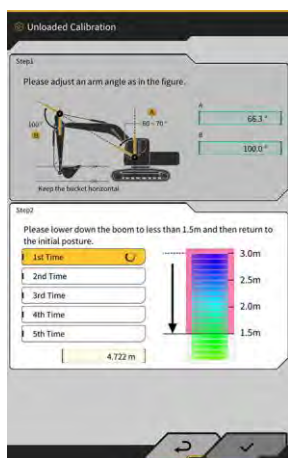 Unloaded Calibration
Step1
Please adjust an arm angle as in the figure.
A
A
66.3 °
100°
60~70°
B
B
100.0 °
Keep the bucket horizontal
Step2
Please lower down the boom to less than 1.5m and then return to
the initial posture.
1st Time
3.0m
2nd Time
2.5m
3rd Time
4th Time
2.0m
5th Time
1.5m
4.722 m